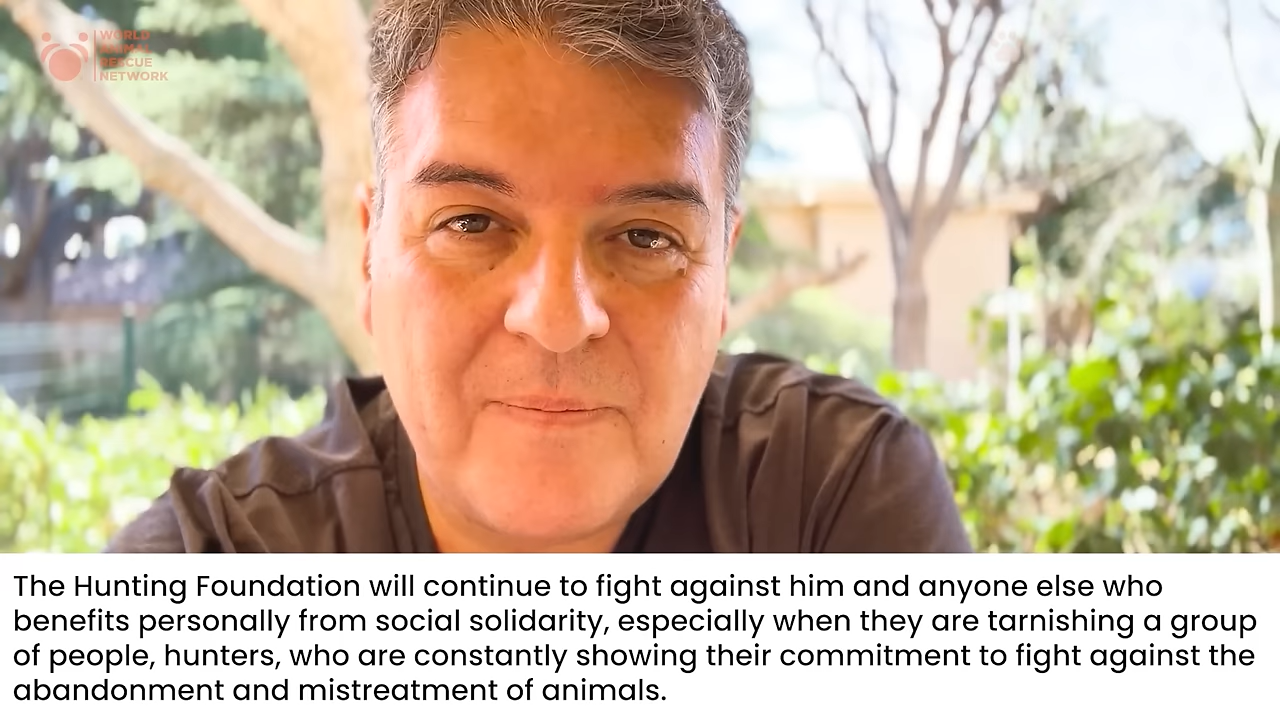 WORLD
ANIMAL
RESCUE
NETWORK
The Hunting Foundation will continue to fight against him and anyone else who
benefits personally from social solidarity, especially when they are tarnishing a group
of people, hunters, who are constantly showing their commitment to fight against the
abandonment and mistreatment of animals.